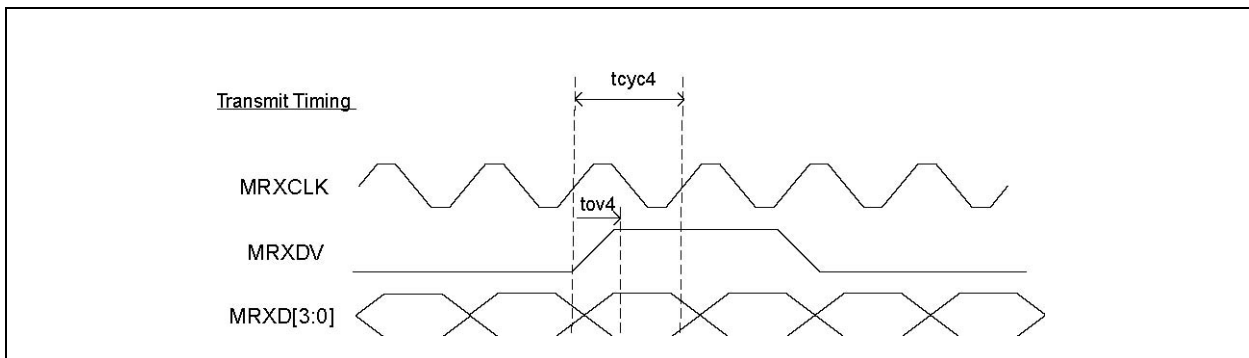 tcyc4
Transmit Timing
MRXCLK
tov4
MRXDV
MRXD[3:0]